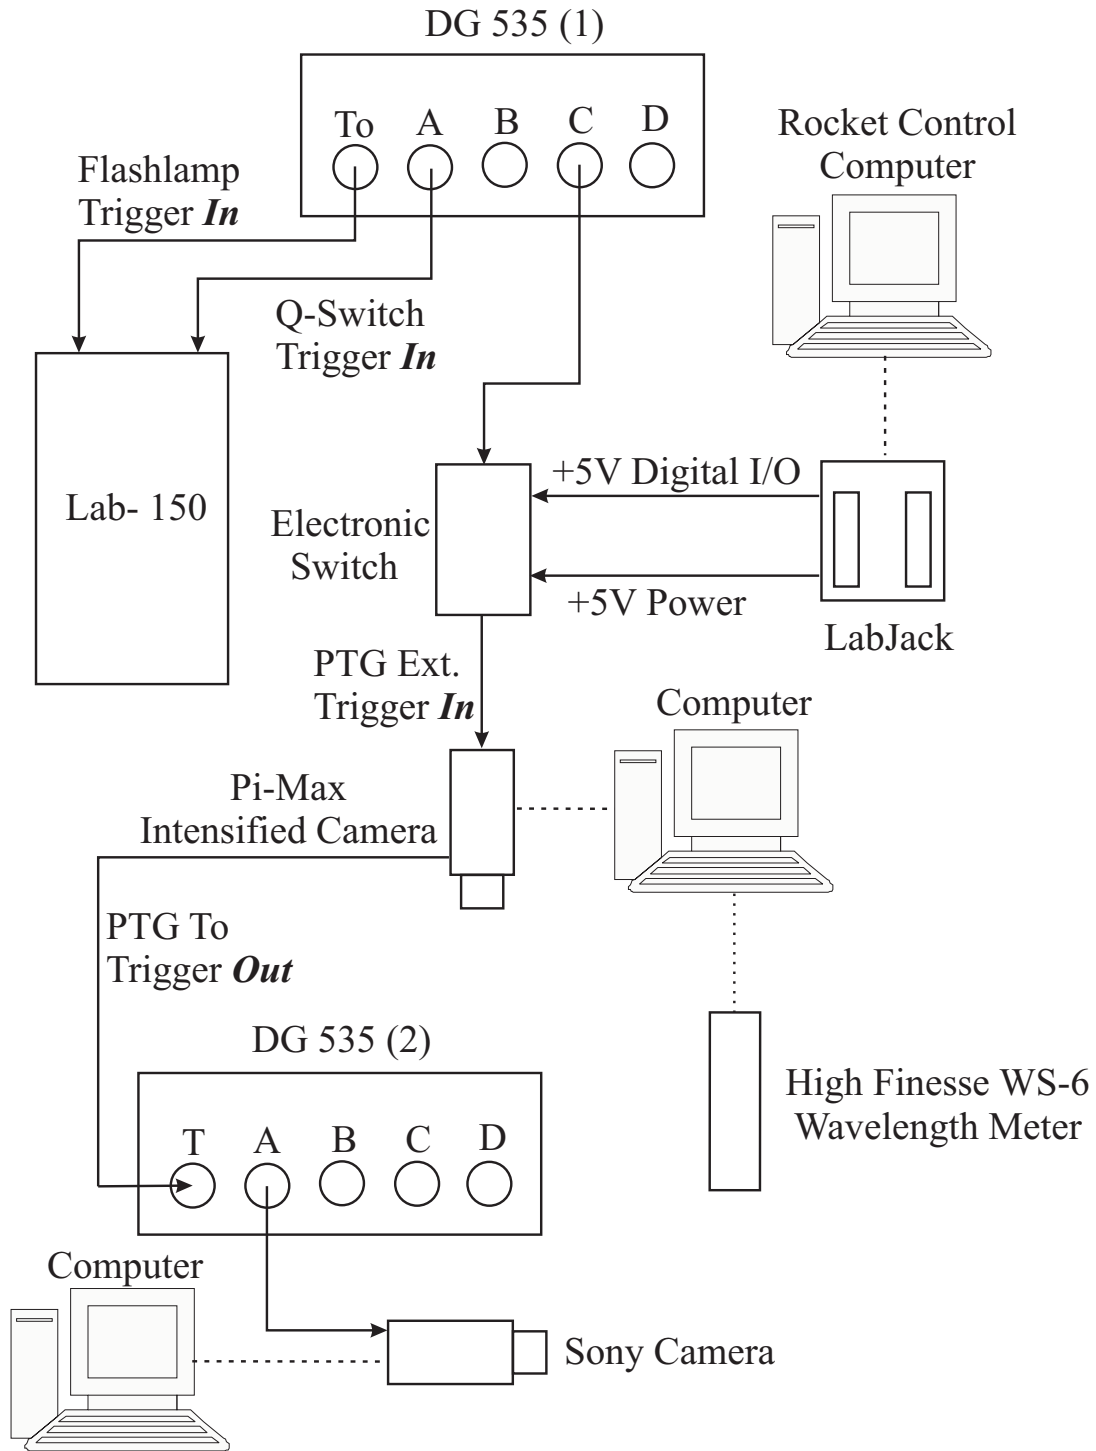 DG 535 (1)
To A B C D
Rocket Control
Computer
Flashlamp
Trigger In
Q-Switch
Trigger In
Lab- 150
+5V Digital I/O
Electronic
Switch
+5V Power
LabJack
PTG Ext.
Trigger In
Computer
Pi-Max
Intensified Camera
PTG To
Trigger Out
DG 535 (2)
High Finesse WS-6
Wavelength Meter
T A B C D
Computer
Sony Camera